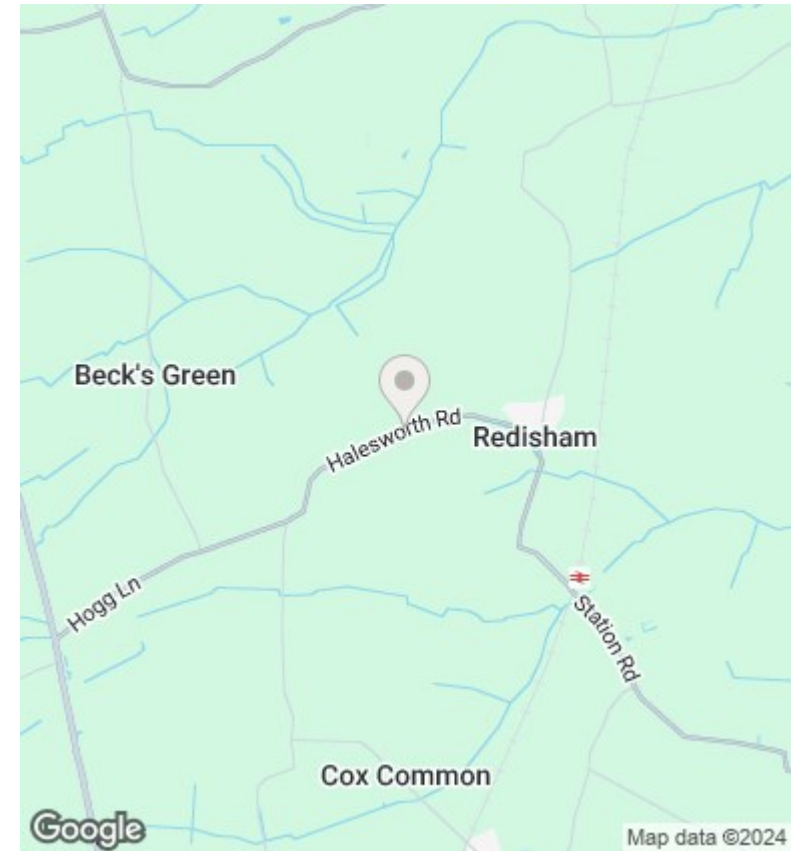 Beck's Green
Halesworth Rd
Redisham
Hogg Ln
Station Rd
Cox Common
Google
Map data ©2024